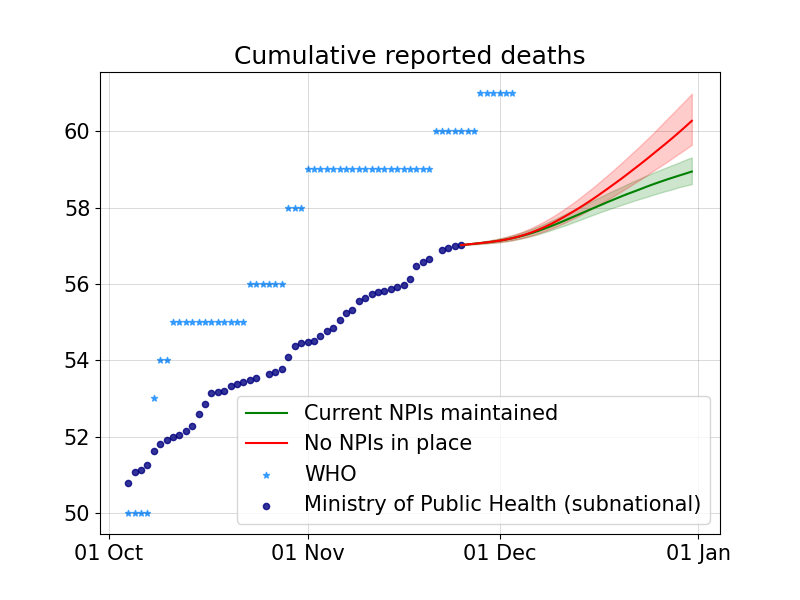 Cumulative reported deaths
60
58
56
54
52
50
Current NPIs maintained
No NPIs in place
WHO
Ministry of Public Health (subnational)
01 Oct
01 Nov
01 Dec
01 Jan